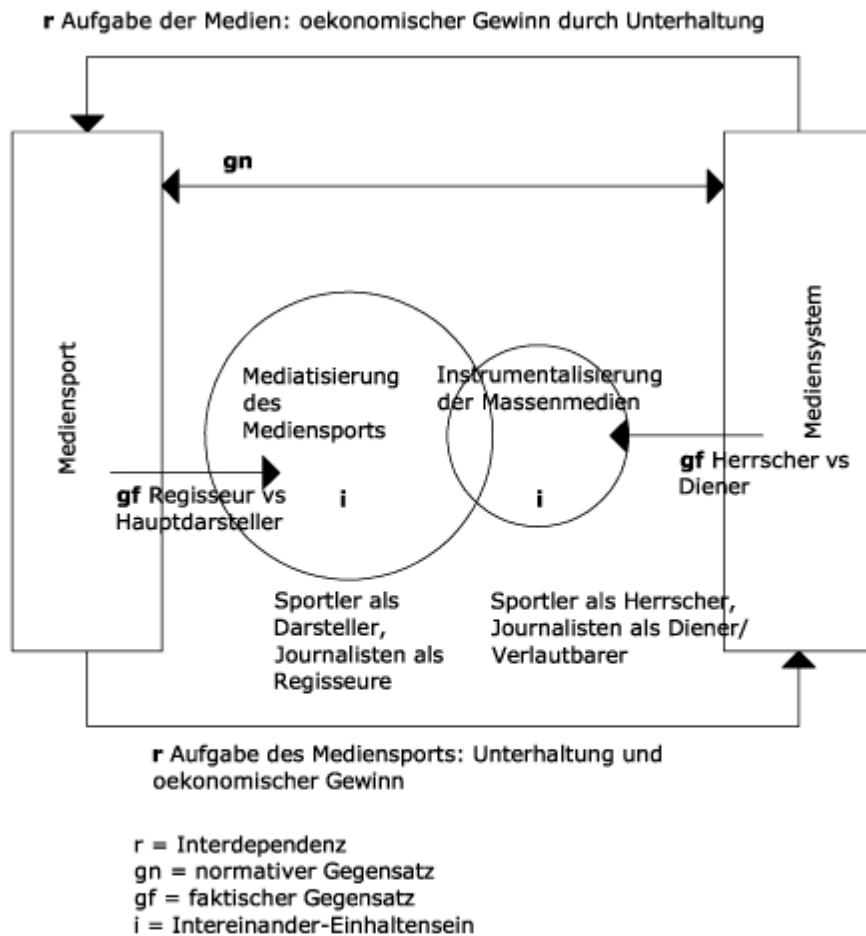 r Aufgabe der Medien: oekonomischer Gewinn durch Unterhaltung
gn
Mediensport
Mediensystem
Mediatisierung
des
Mediensports
Instrumentalisierung
der Massenmedien
gf Regisseur vs
Hauptdarsteller
i
i
gf Herrscher vs
Diener
Sportler als
Darsteller,
Journalisten als
Regisseure
Sportler als Herrscher,
Journalisten als Diener/
Verlautbarer
r Aufgabe des Mediensports: Unterhaltung und
oekonomischer Gewinn
r = Interdependenz
gn = normativer Gegensatz
gf = faktischer Gegensatz
i = Intereinander-Einhaltensein